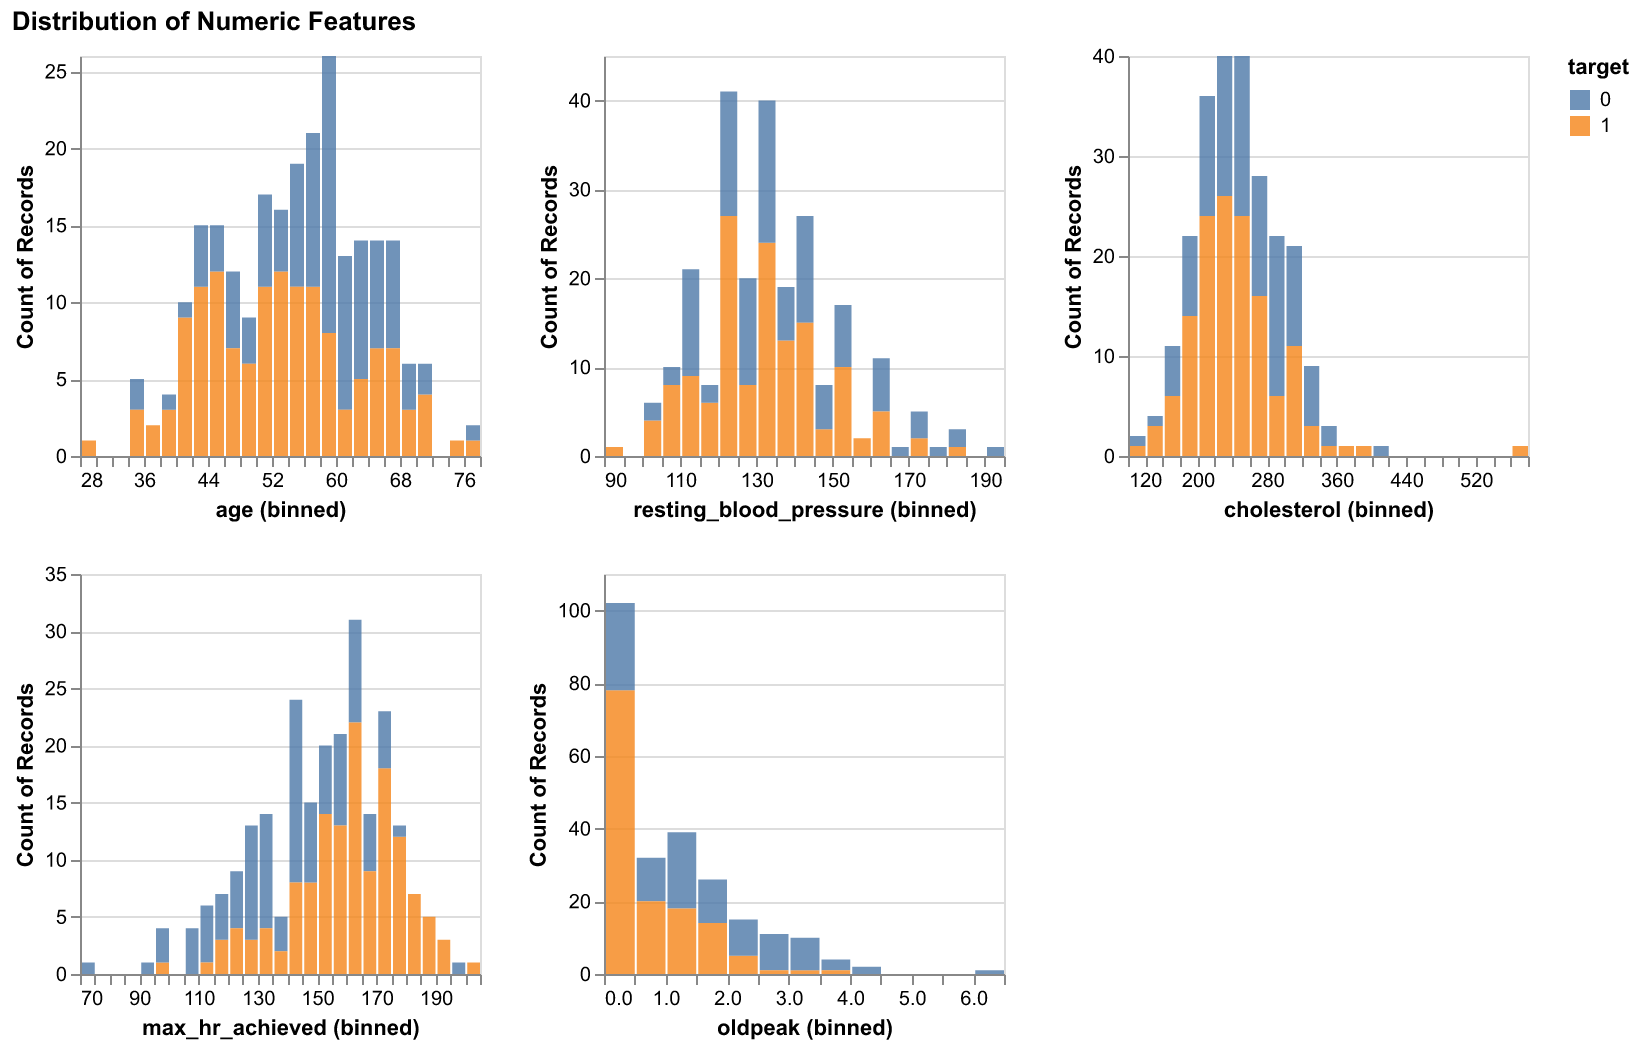 Distribution of Numeric Features
25
20
15
10
5
0
Count of Records
28 36 44 52 60 68 76
age (binned)
40
30
20
10
0
Count of Records
90 110 130 150 170 190
resting_blood_pressure (binned)
40
30
20
10
0
Count of Records
120 200 280 360 440 520
cholesterol (binned)
target
0
1
35
30
25
20
15
10
5
0
Count of Records
70 90 110 130 150 170 190
max_hr_achieved (binned)
100
80
60
40
20
0
Count of Records
0.0 1.0 2.0 3.0 4.0 5.0 6.0
oldpeak (binned)